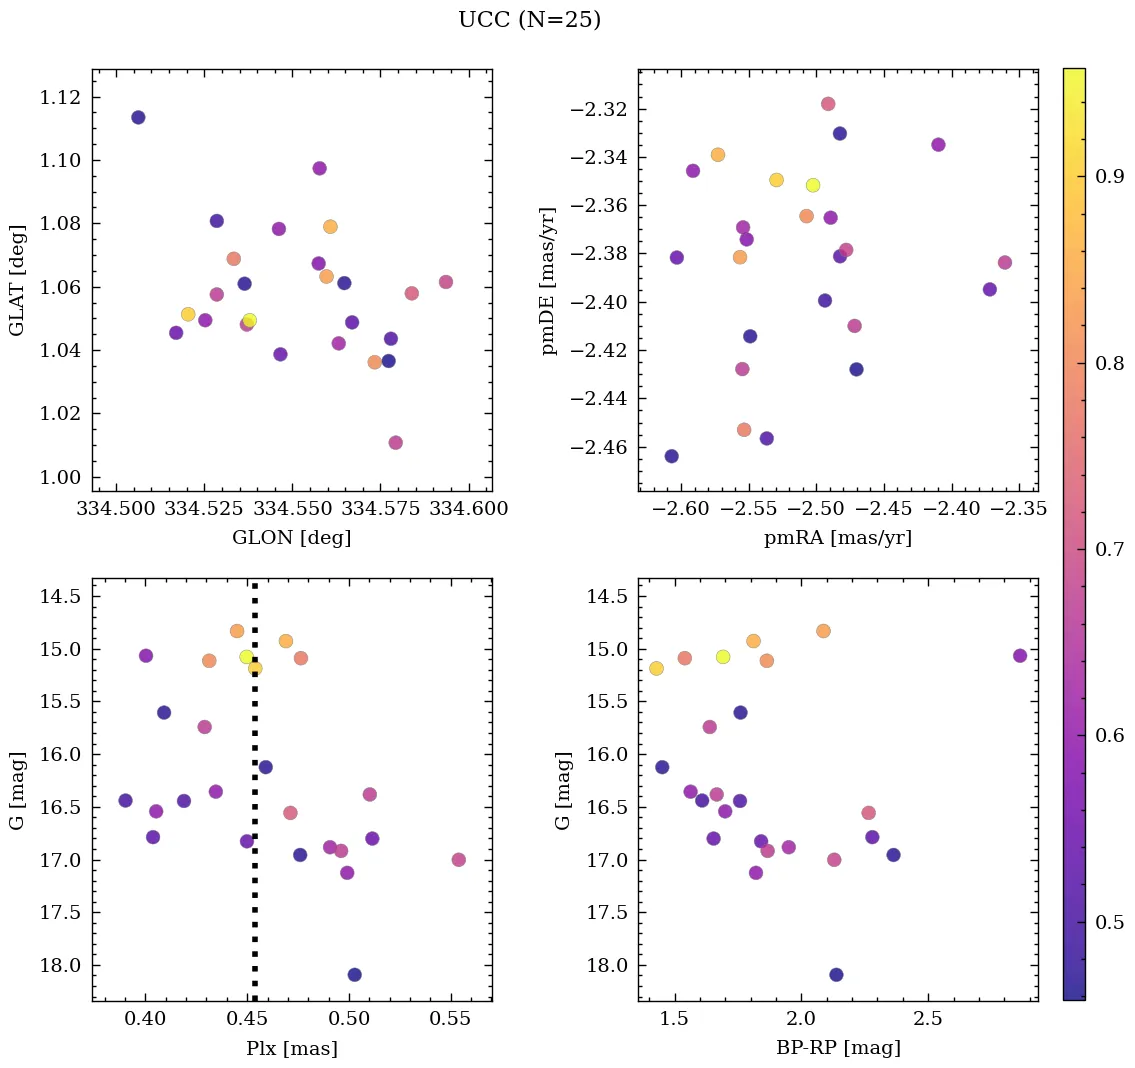 UCC (N=25)
1.12
1.10
1.08
1.06
1.04
1.02
1.00
GLAT [deg]
334.500 334.525 334.550 334.575 334.600
GLON [deg]
−2.32
−2.34
−2.36
−2.38
−2.40
−2.42
−2.44
−2.46
pmDE [mas/yr]
−2.60 −2.55 −2.50 −2.45 −2.40 −2.35
pmRA [mas/yr]
14.5
15.0
15.5
16.0
16.5
17.0
17.5
18.0
G [mag]
0.40 0.45 0.50 0.55
Plx [mas]
14.5
15.0
15.5
16.0
16.5
17.0
17.5
18.0
G [mag]
1.5 2.0 2.5
BP-RP [mag]
0.9
0.8
0.7
0.6
0.5